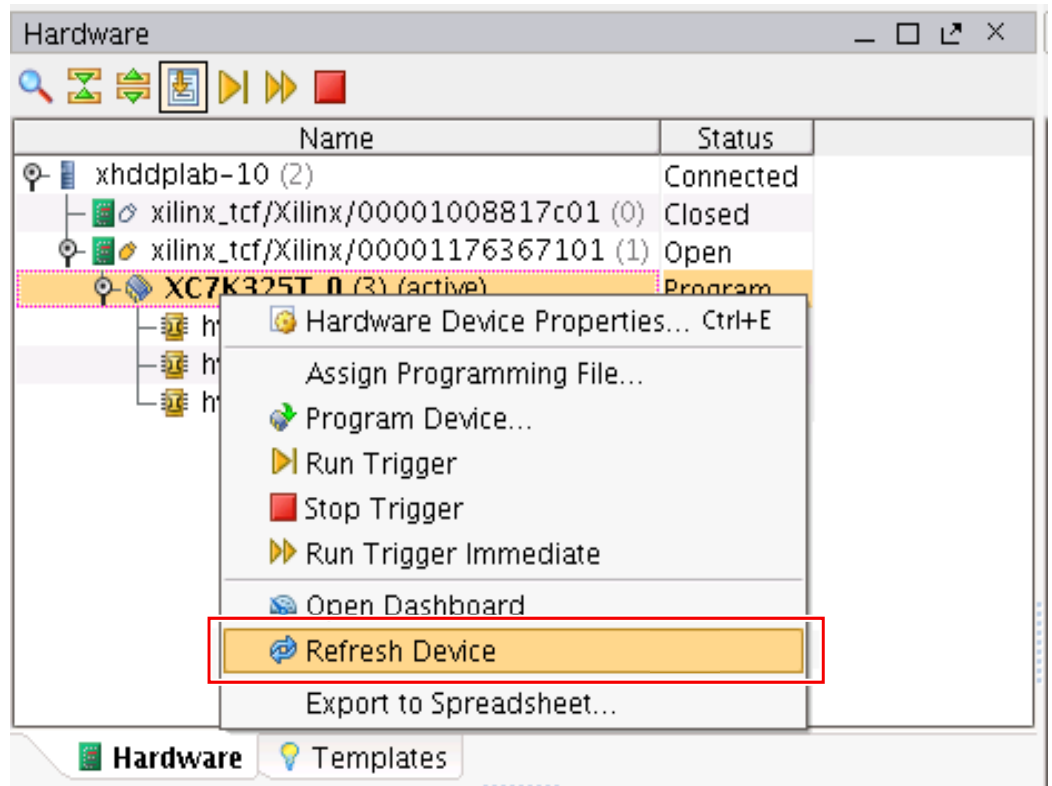 Hardware
Name Status
xhddplab-10 (2) Connected
xilinx_tcf/Xilinx/00001008817c01 (0) Closed
xilinx_tcf/Xilinx/00001176367101 (1) Open
XC7K325T_0 (3) (active) Program
h
Hardware Device Properties... Ctrl+E
h
Assign Programming File...
h
Program Device...
Run Trigger
Stop Trigger
Run Trigger Immediate
Open Dashboard
Refresh Device
Export to Spreadsheet...
Hardware Templates